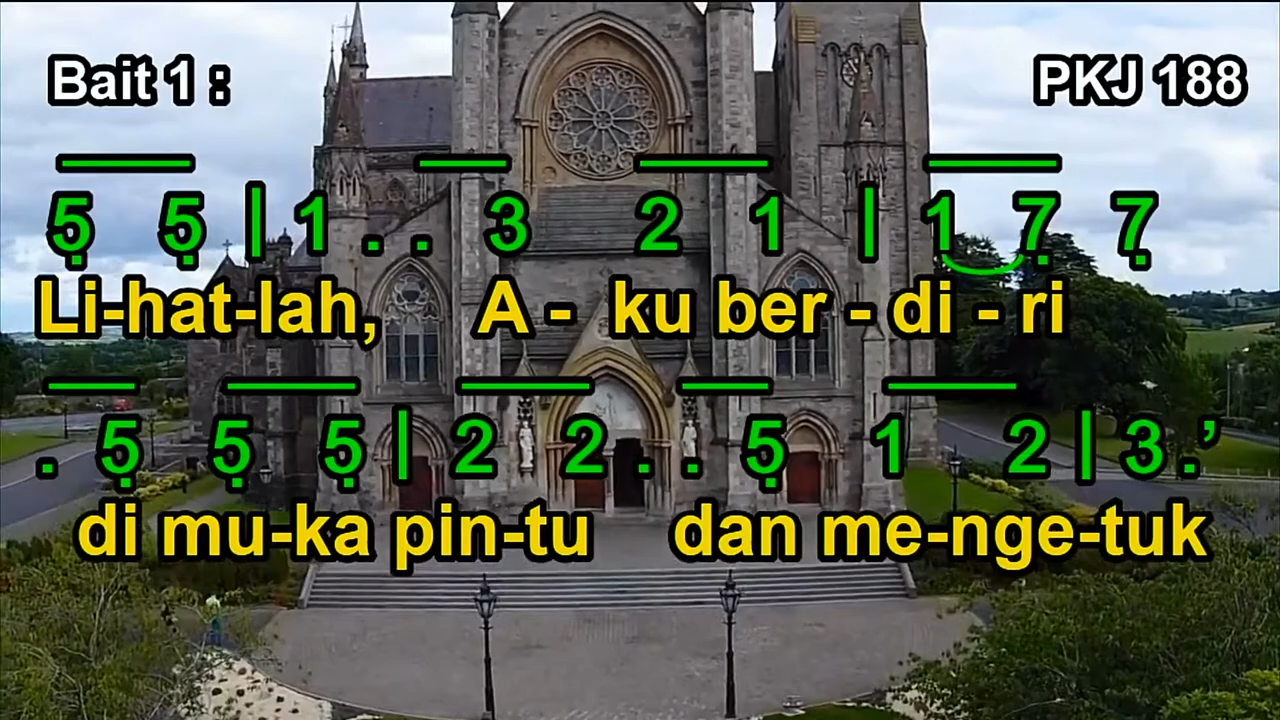 Bait 1 :
PKJ 188
5̣ 5̣ | 1 . . 3 2 1 | 1 7̣ 7̣
Li-hat-lah, A - ku ber - di - ri
. 5̣ 5̣ 5̣ | 2 2 . . 5̣ 1 2 | 3 . ’
di mu-ka pin-tu dan me-nge-tuk